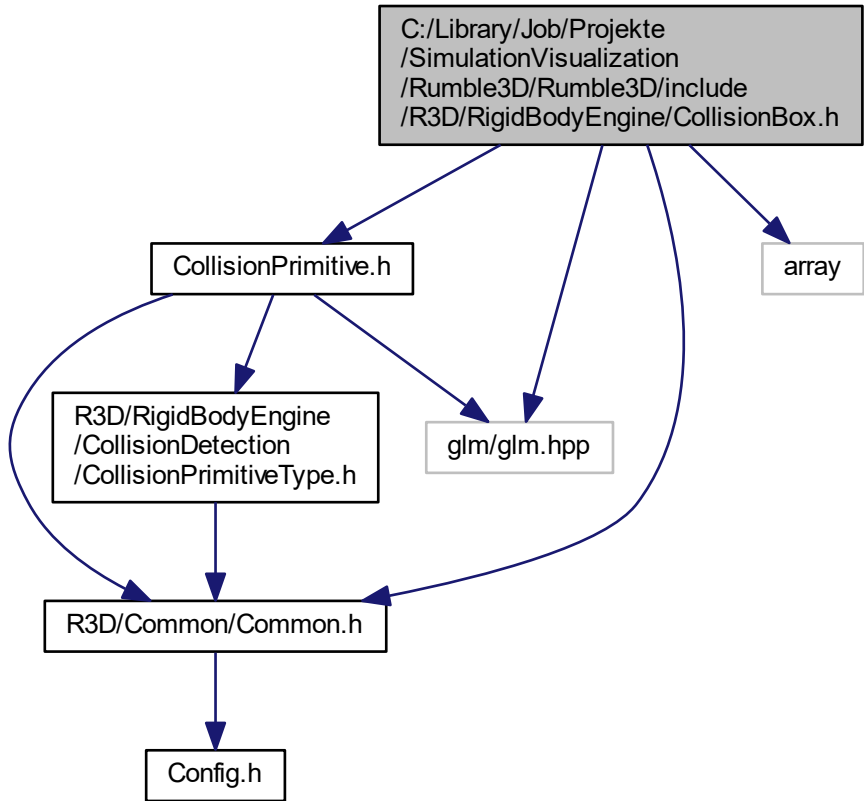 C:/Library/Job/Projekte
/SimulationVisualization
/Rumble3D/Rumble3D/include
/R3D/RigidBodyEngine/CollisionBox.h
CollisionPrimitive.h
array
R3D/RigidBodyEngine
/CollisionDetection
/CollisionPrimitiveType.h
glm/glm.hpp
R3D/Common/Common.h
Config.h